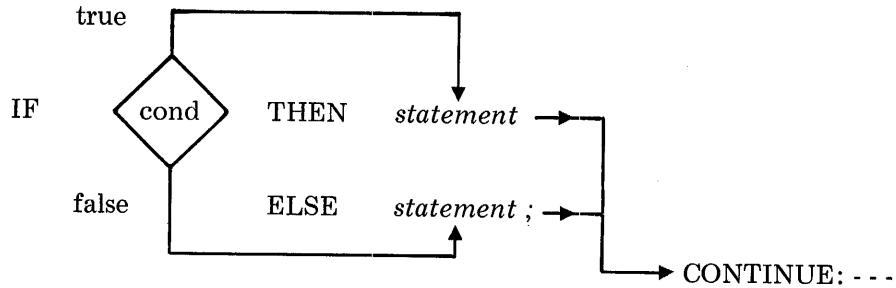 true
IF cond THEN statement
false ELSE statement ;
CONTINUE: - - -